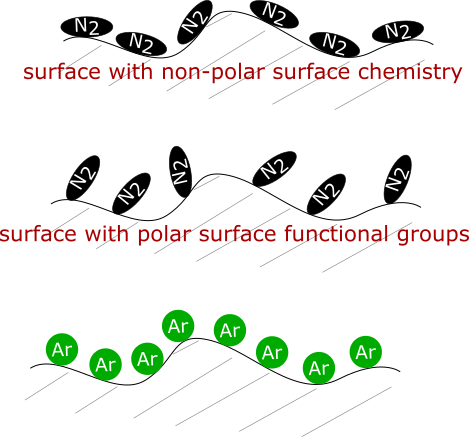 N2 N2 N2 N2 N2 N2
surface with non-polar surface chemistry
N2 N2 N2 N2 N2 N2
surface with polar surface functional groups
Ar Ar Ar Ar Ar Ar Ar Ar